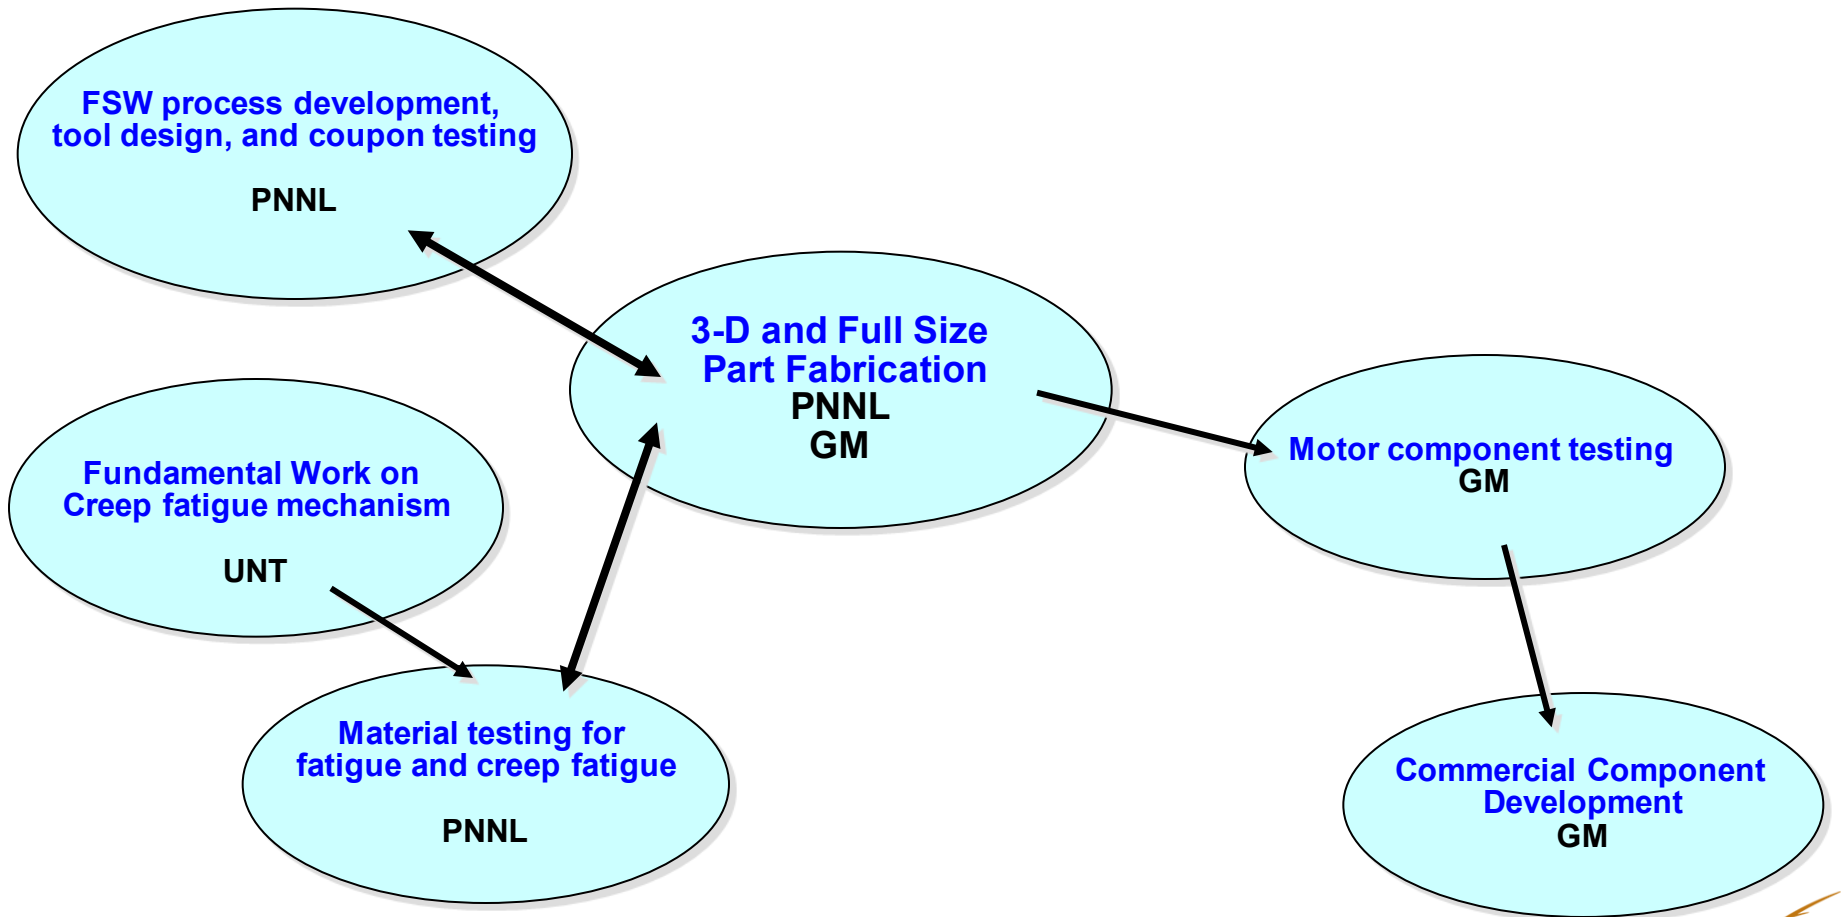 FSW process development,
tool design, and coupon testing
PNNL
3-D and Full Size
Part Fabrication
PNNL
GM
Fundamental Work on
Creep fatigue mechanism
UNT
Motor component testing
GM
Material testing for
fatigue and creep fatigue
PNNL
Commercial Component
Development
GM